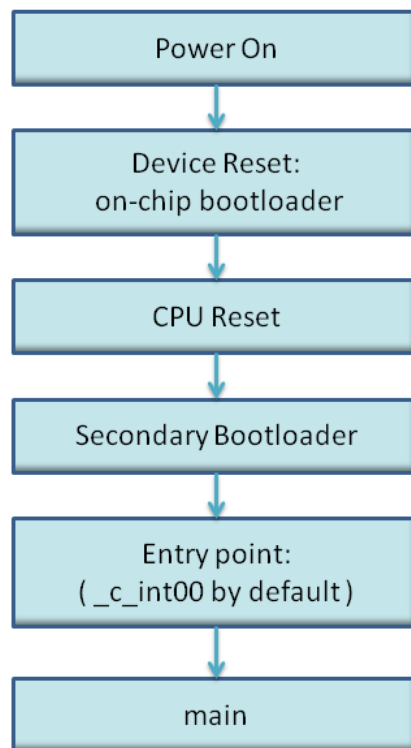 Power On
Device Reset:
on-chip bootloader
CPU Reset
Secondary Bootloader
Entry point:
( _c_int00 by default )
main